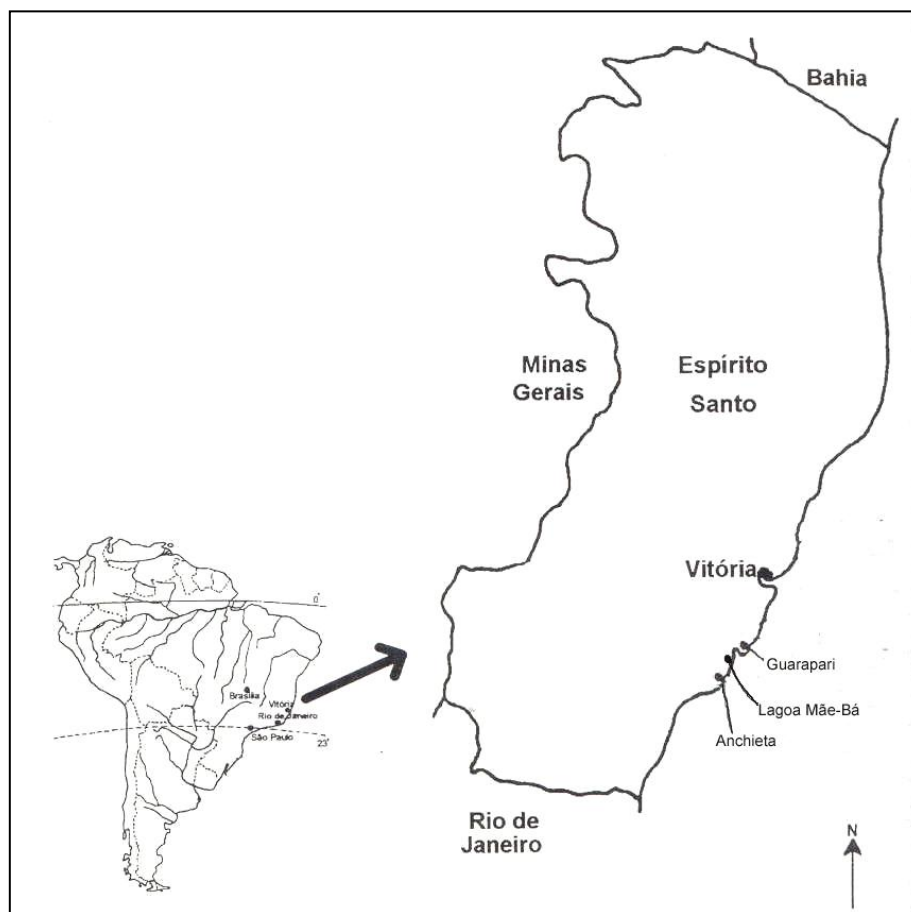 Bahia
Minas
Gerais
Espírito
Santo
Vitória
Guarapari
Lagoa Mãe-Bá
Anchieta
Rio de
Janeiro
N
0°
Brasília
Vitória
Rio de Janeiro
São Paulo
23°